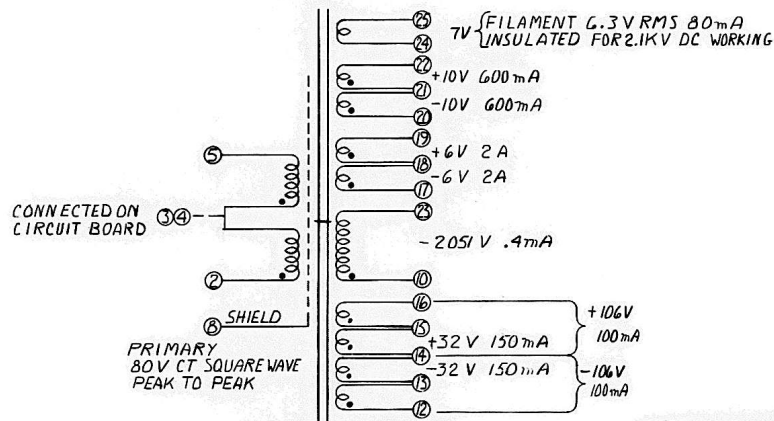 25
7V { FILAMENT 6.3V RMS 80mA
24
INSULATED FOR 2.1KV DC WORKING
22
+10V 600mA
21
-10V 600mA
20
19
+6V 2A
18
-6V 2A
17
5
CONNECTED ON
CIRCUIT BOARD
3 4
2
8 SHIELD
PRIMARY
80V CT SQUARE WAVE
PEAK TO PEAK
23
-2051V .4mA
10
16
15
+32V 150mA
14
-32V 150mA
13
12
+106V
100mA
-106V
100mA